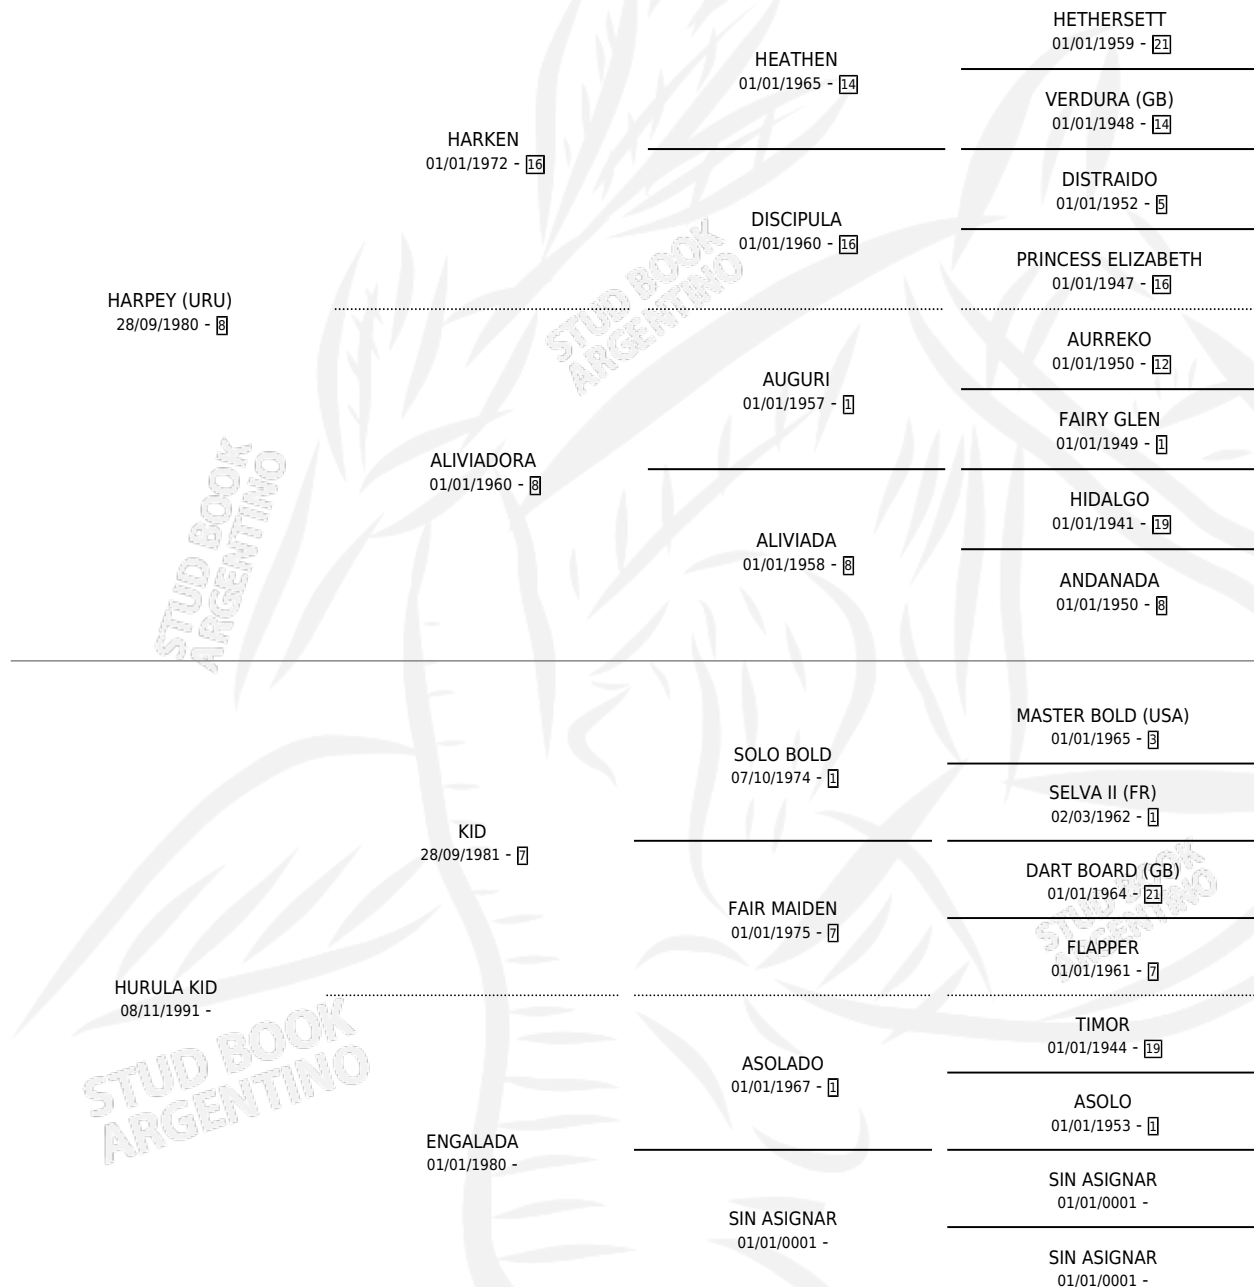 HETHERSETT
01/01/1959 - 21
HEATHEN
01/01/1965 - 14
VERDURA (GB)
01/01/1948 - 14
HARKEN
01/01/1972 - 16
DISTRAIDO
01/01/1952 - 5
DISCIPULA
01/01/1960 - 16
PRINCESS ELIZABETH
01/01/1947 - 16
HARPEY (URU)
28/09/1980 - 8
STUD BOOK
ARGENTINO
AURREKO
01/01/1950 - 12
AUGURI
01/01/1957 - 1
FAIRY GLEN
01/01/1949 - 1
ALIVIADORA
01/01/1960 - 8
HIDALGO
01/01/1941 - 19
ALIVIADA
01/01/1958 - 8
ANDANADA
01/01/1950 - 8
STUD BOOK
ARGENTINO
MASTER BOLD (USA)
01/01/1965 - 3
SOLO BOLD
07/10/1974 - 1
SELVA II (FR)
02/03/1962 - 1
KID
28/09/1981 - 7
DART BOARD (GB)
01/01/1964 - 21
FAIR MAIDEN
01/01/1975 - 7
FLAPPER
01/01/1961 - 7
STUD BOOK
ARGENTINO
HURULA KID
08/11/1991 -
TIMOR
01/01/1944 - 19
ASOLADO
01/01/1967 - 1
ASOLO
01/01/1953 - 1
STUD BOOK
ARGENTINO
ENGALADA
01/01/1980 -
SIN ASIGNAR
01/01/0001 -
SIN ASIGNAR
01/01/0001 -
SIN ASIGNAR
01/01/0001 -